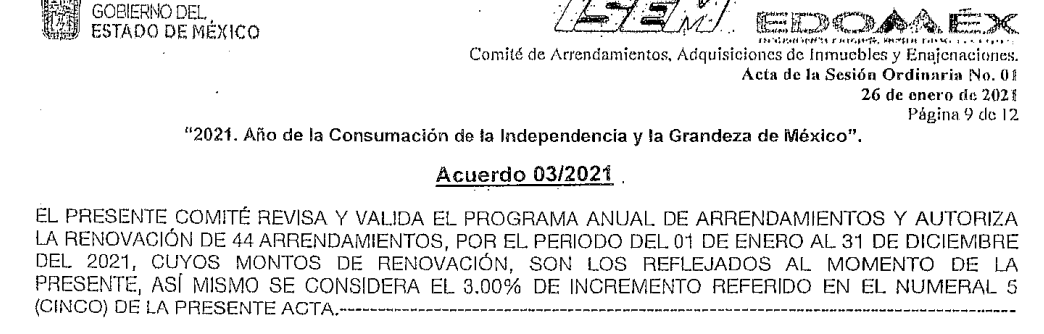 GOBIERNO DEL
ESTADO DE MÉXICO
ISEM
EDOMÉX
Comité de Arrendamientos, Adquisiciones de Inmuebles y Enajenaciones.
Acta de la Sesión Ordinaria No. 01
26 de enero de 2021
Página 9 de 12
"2021. Año de la Consumación de la Independencia y la Grandeza de México".
Acuerdo 03/2021
EL PRESENTE COMITÉ REVISA Y VALIDA EL PROGRAMA ANUAL DE ARRENDAMIENTOS Y AUTORIZA
LA RENOVACIÓN DE 44 ARRENDAMIENTOS, POR EL PERIODO DEL 01 DE ENERO AL 31 DE DICIEMBRE
DEL 2021, CUYOS MONTOS DE RENOVACIÓN, SON LOS REFLEJADOS AL MOMENTO DE LA
PRESENTE, ASÍ MISMO SE CONSIDERA EL 3.00% DE INCREMENTO REFERIDO EN EL NUMERAL 5
(CINCO) DE LA PRESENTE ACTA.-----------------------------------------------------------------------------------